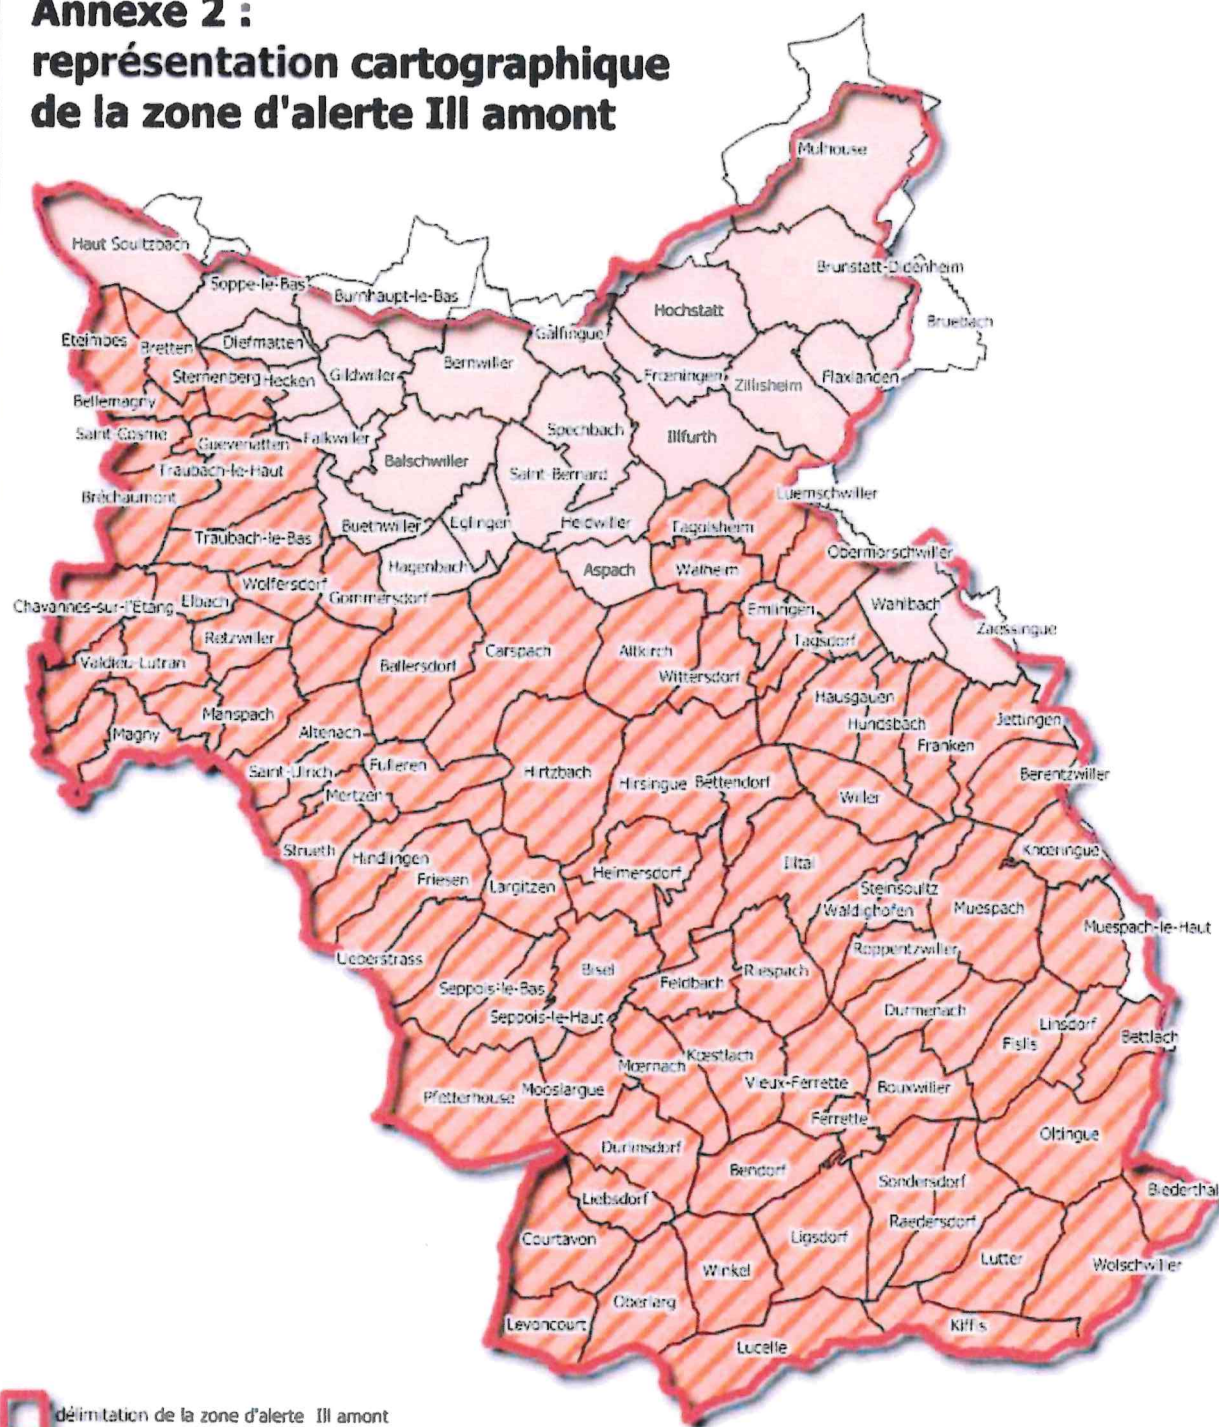 Annexe 2 :
représentation cartographique
de la zone d'alerte Ill amont
Mulhouse
Haut Soultzbach
Brunstatt-Didenheim
Soppe-le-Bas
Burnhaupt-le-Bas
Hochstatt
Bruebach
Galfingue
Eteimbes
Bretten
Diefmatten
Bernwiller
Sternenberg
Hecken
Gildwiller
Frœningen
Zillisheim
Flaxlanden
Bellemagny
Saint-Cosme
Guevenatten
Falkwiller
Spechbach
Illfurth
Balschwiller
Traubach-le-Haut
Saint-Bernard
Bréchaumont
Luemschwiller
Buethwiller
Eglingen
Heidwiller
Tagolsheim
Traubach-le-Bas
Obermorschwiller
Hagenbach
Aspach
Walheim
Wolfersdorf
Gommersdorf
Chavannes-sur-l'Etang
Elbach
Emlingen
Wahlbach
Zaessingue
Retzwiller
Tagsdorf
Valdieu-Lutran
Ballersdorf
Carspach
Altkirch
Wittersdorf
Hausgauen
Manspach
Hundsbach
Jettingen
Magny
Altenach
Franken
Saint-Ulrich
Fulleren
Hirtzbach
Hirsingue
Bettendorf
Berentzwiller
Mertzen
Willer
Strueth
Hindlingen
Knœringue
Friesen
Largitzen
Heimersdorf
Illtal
Steinsoultz
Waldighofen
Muespach
Muespach-le-Haut
Ueberstrass
Roppentzwiller
Bisel
Riespach
Seppois-le-Bas
Feldbach
Seppois-le-Haut
Durmenach
Linsdorf
Bettlach
Fislis
Kœstlach
Mœrnach
Vieux-Ferrette
Bouxwiller
Pfetterhouse
Mooslargue
Ferrette
Oltingue
Durlinsdorf
Bendorf
Sondersdorf
Biederthal
Liebsdorf
Raedersdorf
Courtavon
Ligsdorf
Lutter
Wolschwiller
Winkel
Oberlarg
Levoncourt
Kiffis
Lucelle
délimitation de la zone d'alerte Ill amont